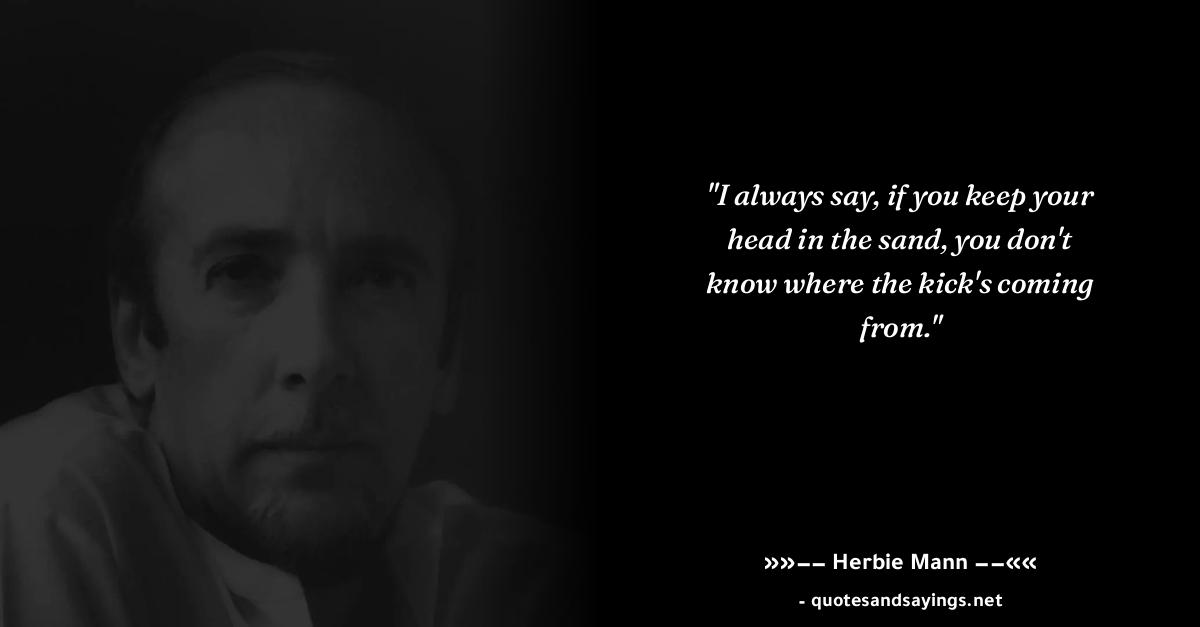 "I always say, if you keep your
head in the sand, you don't
know where the kick's coming
from."
»»–– Herbie Mann ––««
- quotesandsayings.net